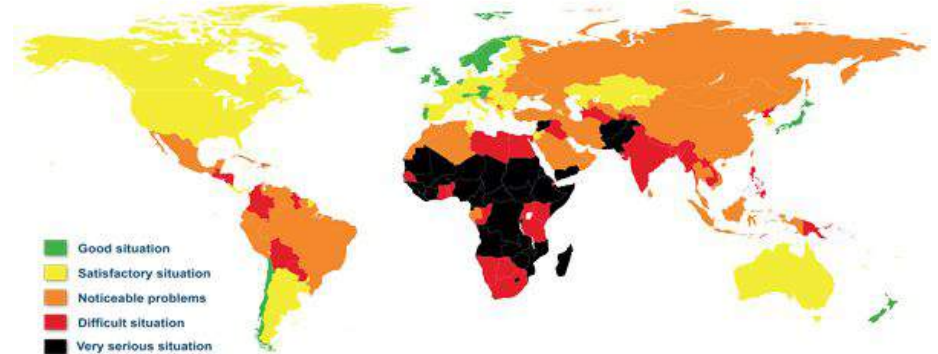 Good situation
Satisfactory situation
Noticeable problems
Difficult situation
Very serious situation